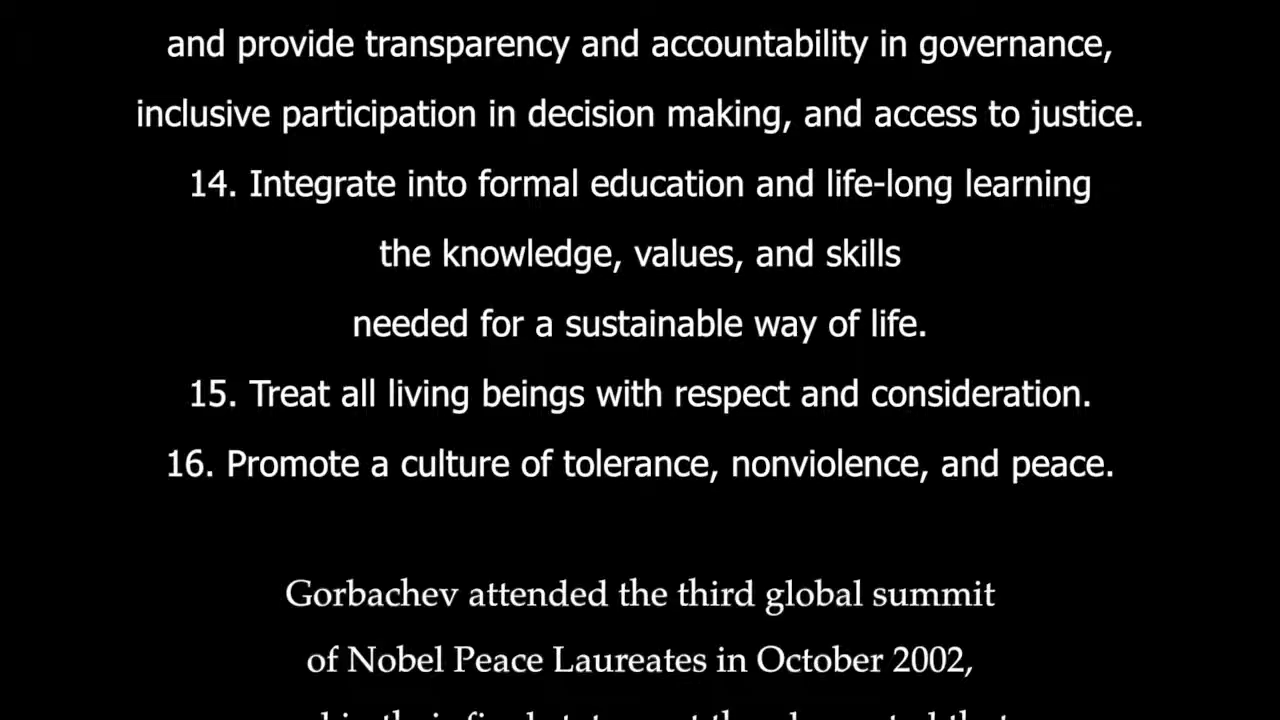 and provide transparency and accountability in governance,
inclusive participation in decision making, and access to justice.
14. Integrate into formal education and life-long learning
the knowledge, values, and skills
needed for a sustainable way of life.
15. Treat all living beings with respect and consideration.
16. Promote a culture of tolerance, nonviolence, and peace.
Gorbachev attended the third global summit
of Nobel Peace Laureates in October 2002,